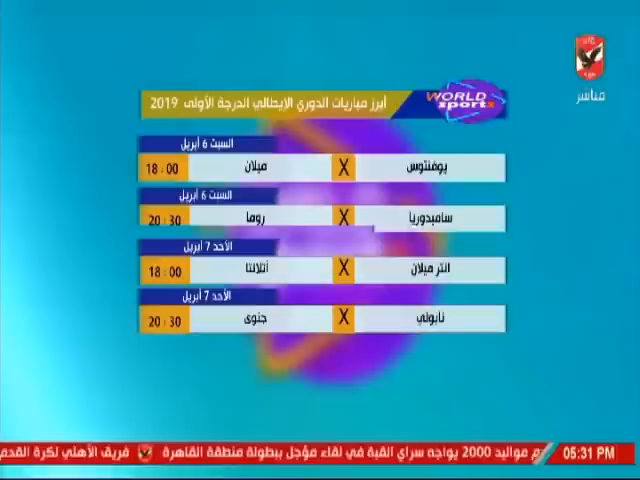 مباشر
WORLD
sports
أبرز مباريات الدوري الإيطالي الدرجة الأولى 2019
السبت 6 أبريل
يوفنتوس X ميلان 18:00
السبت 6 أبريل
سامبدوريا X روما 20:30
الأحد 7 أبريل
انتر ميلان X أتلانتا 18:00
الأحد 7 أبريل
نابولي X جنوى 20:30
05:31 PM
م مواليد 2000 يواجه سراي القبة في لقاء مؤجل ببطولة منطقة القاهرة
فريق الأهلي لكرة القدم